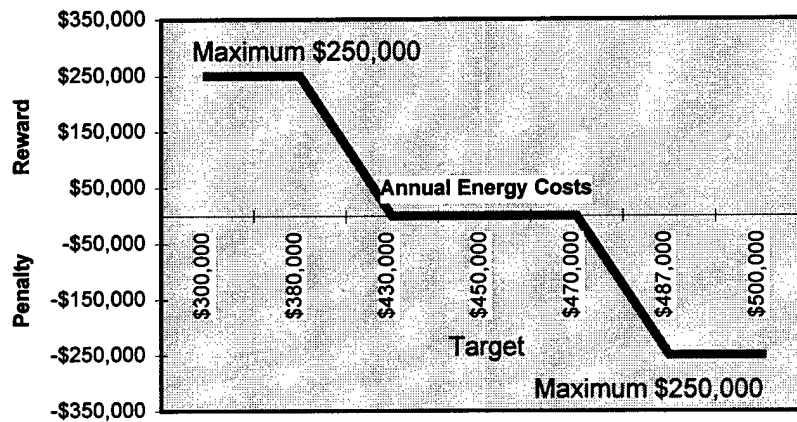 $350,000
$250,000
$150,000
$50,000
-$50,000
-$150,000
-$250,000
-$350,000
Reward
Penalty
Maximum $250,000
Annual Energy Costs
$300,000
$380,000
$430,000
$450,000
$470,000
$487,000
$500,000
Target
Maximum $250,000